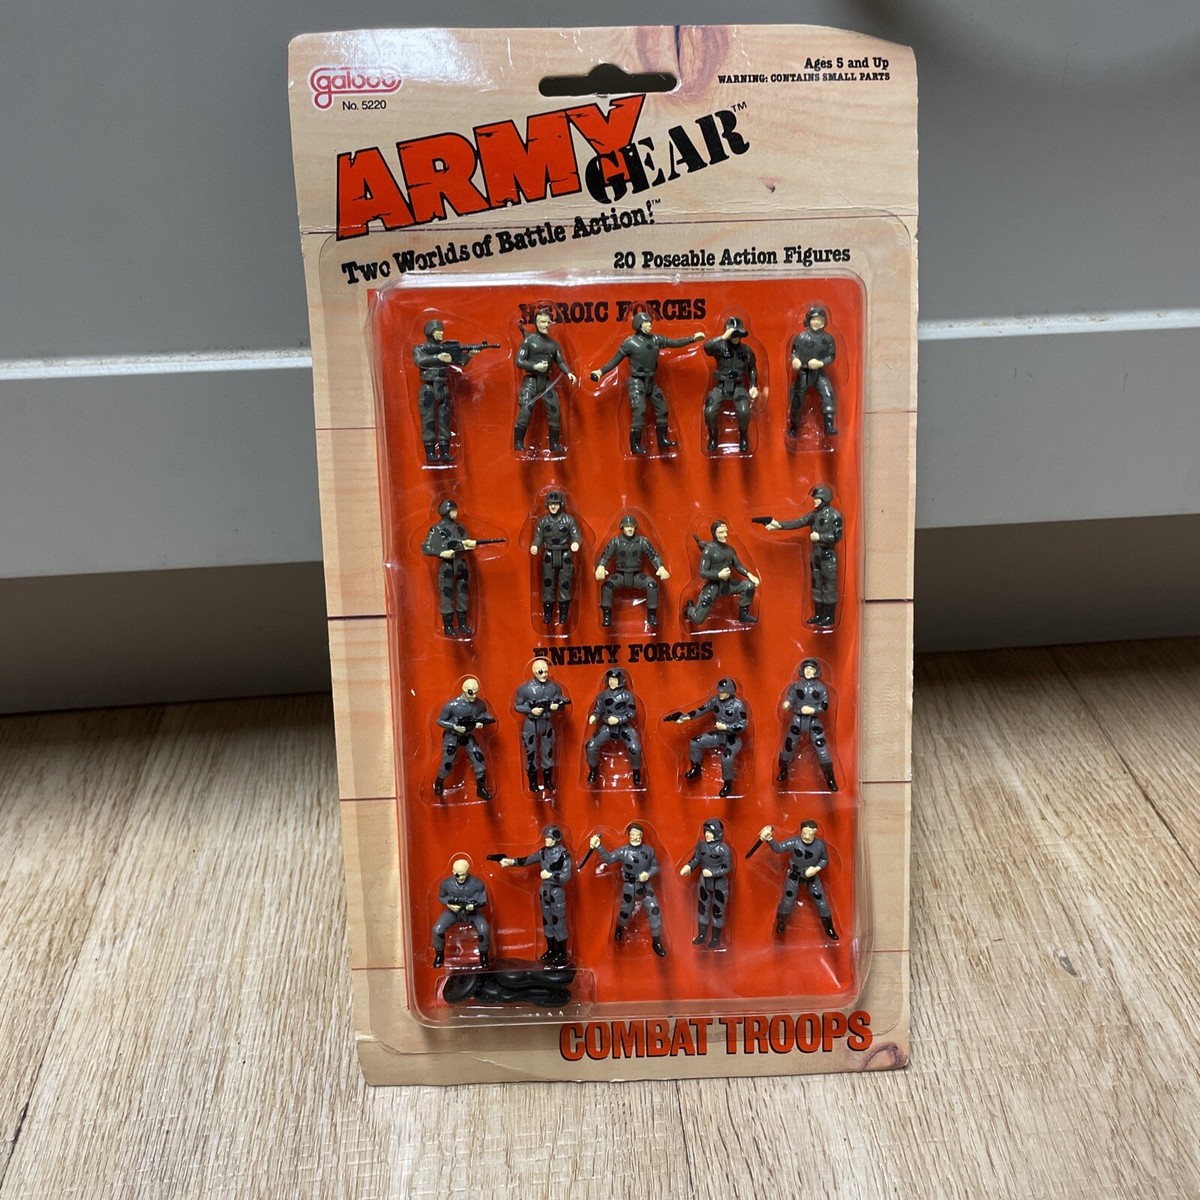 galoob
No. 5220
Ages 5 and Up
WARNING: CONTAINS SMALL PARTS
ARMY GEAR™
Two Worlds of Battle Action!™
20 Poseable Action Figures
HEROIC FORCES
ENEMY FORCES
COMBAT TROOPS